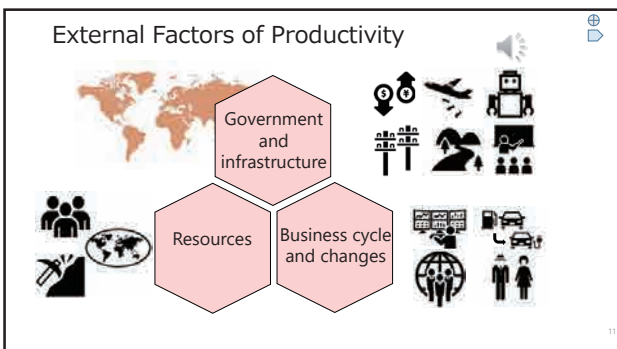 External Factors of Productivity
Government
and
infrastructure
Resources
Business cycle
and changes
$
¥
11